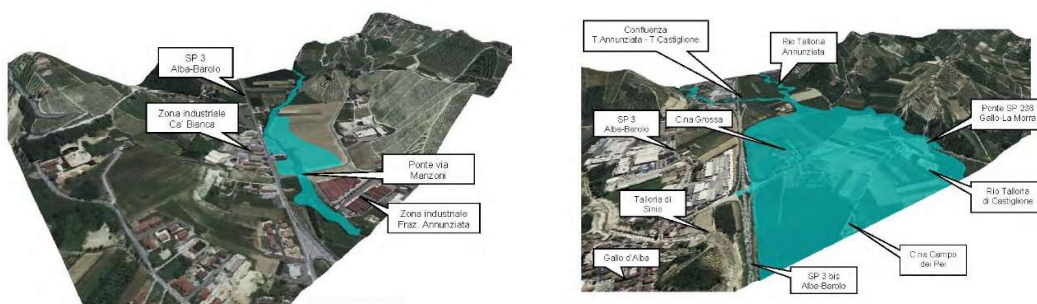 SP 3
Alba-Barolo
Zona industriale
Ca' Bianca
Ponte via
Manzoni
Zona industriale
Fraz. Annunziata
Confluenza
T.Annunziata - T.Castiglione
Rio Talloria
Annunziata
SP 3
Alba-Barolo
C.na Grossa
Ponte SP 236
Gallo-La Morra
Talloria di
Sinio
Rio Talloria
di Castiglione
Gallo d'Alba
SP 3 bis
Alba-Barolo
C.na Campo
dei Pei